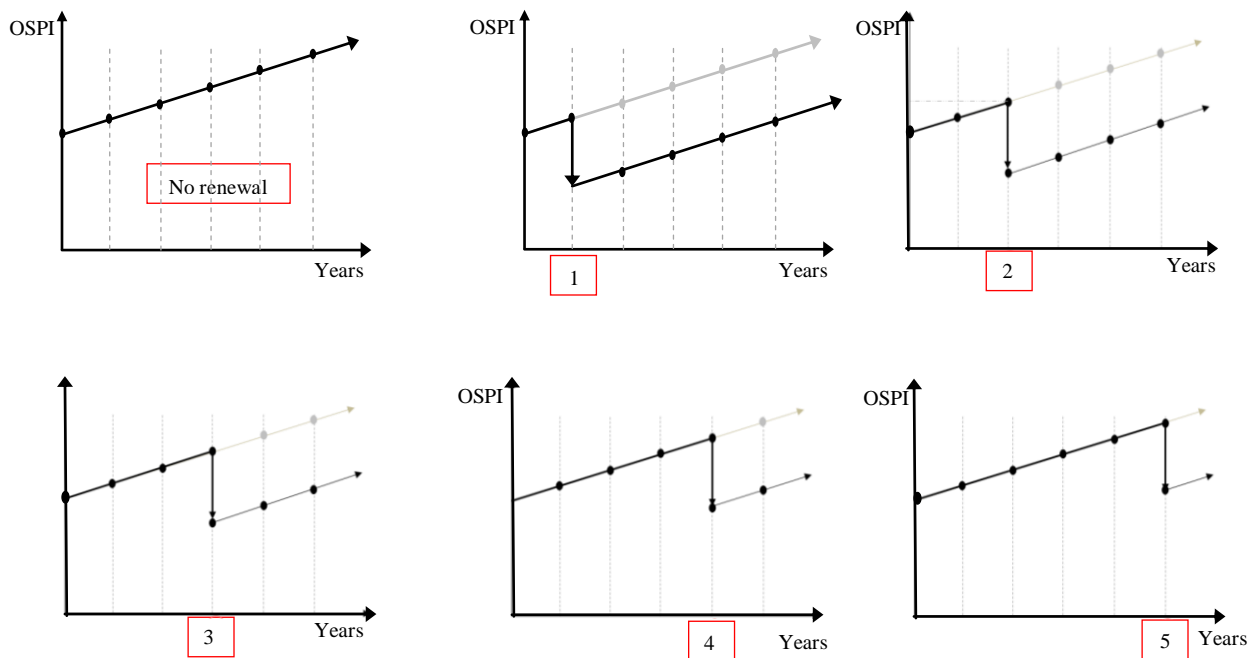 OSPI
No renewal
Years
OSPI
1
Years
OSPI
2
Years
3
Years
OSPI
4
Years
OSPI
5
Years